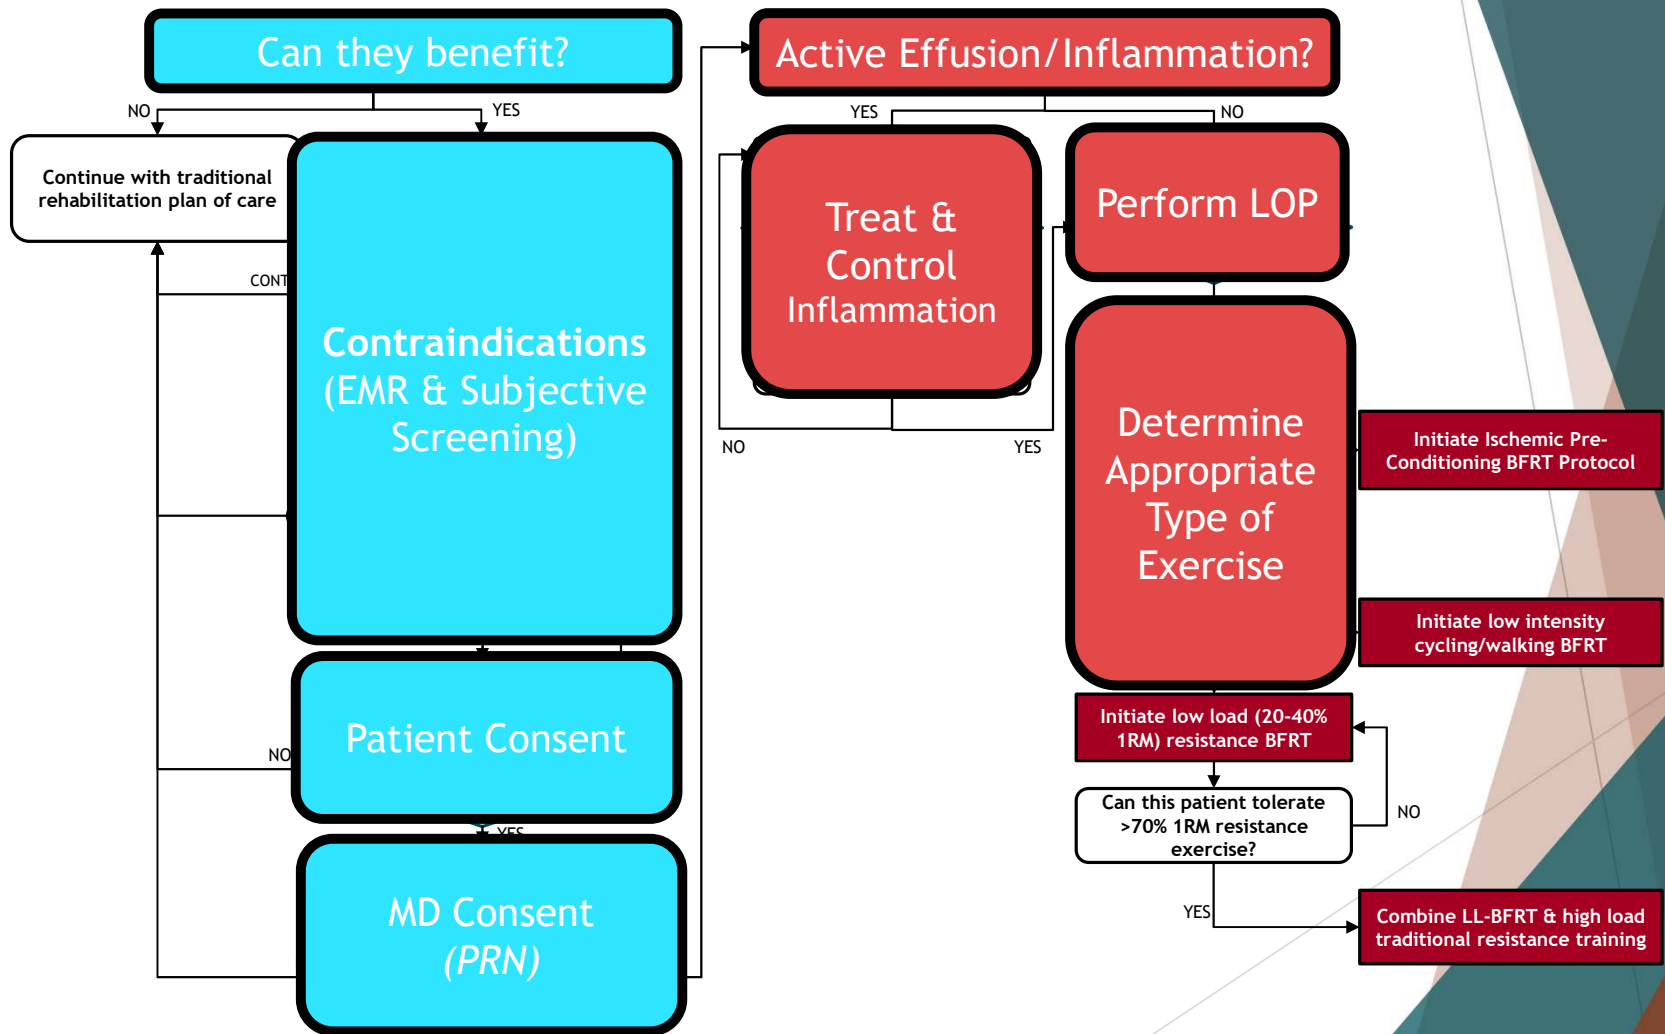 Can they benefit?
NO
YES
Continue with traditional
rehabilitation plan of care
CONT
Contraindications
(EMR & Subjective
Screening)
NO
Patient Consent
YES
MD Consent
(PRN)
Active Effusion/Inflammation?
YES
NO
Treat &
Control
Inflammation
NO
YES
Perform LOP
Determine
Appropriate
Type of
Exercise
Initiate Ischemic Pre-
Conditioning BFRT Protocol
Initiate low intensity
cycling/walking BFRT
Initiate low load (20-40%
1RM) resistance BFRT
Can this patient tolerate
>70% 1RM resistance
exercise?
NO
YES
Combine LL-BFRT & high load
traditional resistance training